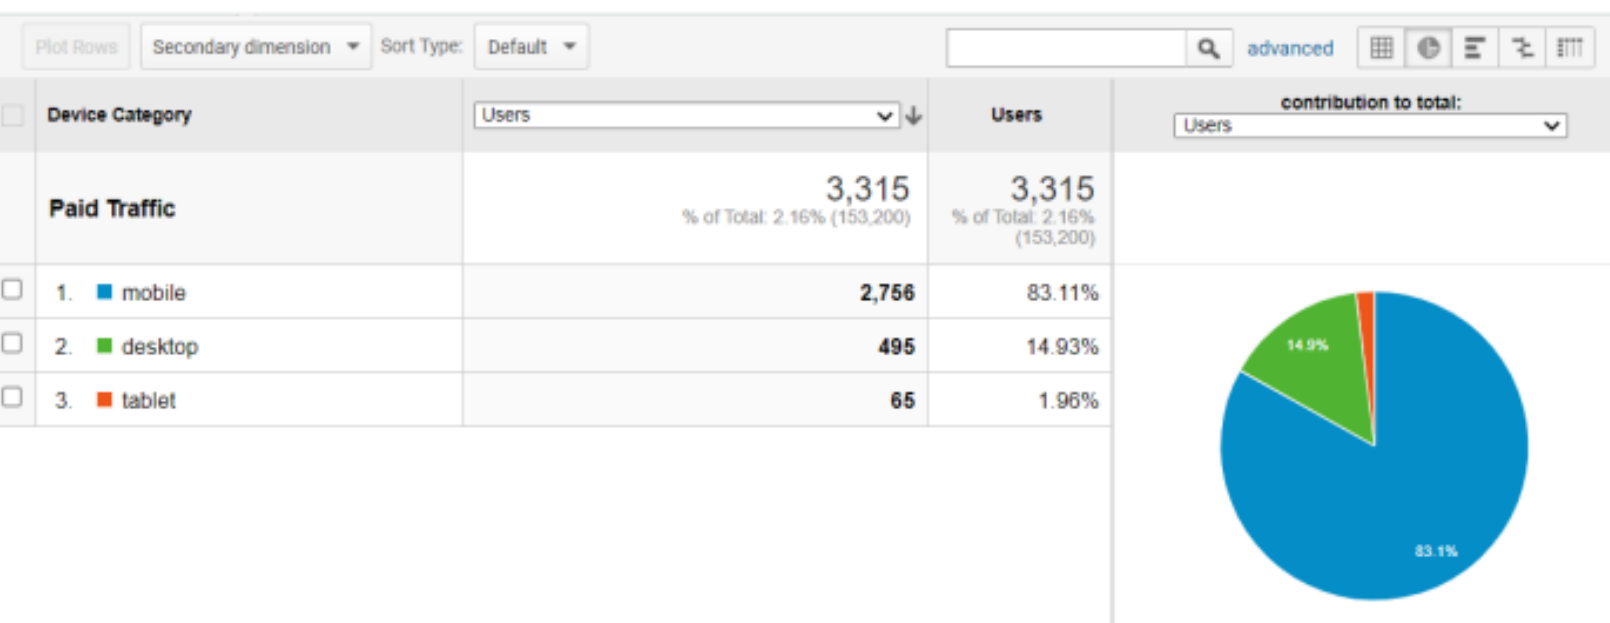 Plot Rows Secondary dimension Sort Type: Default advanced
Device Category Users Users contribution to total:
Users
Paid Traffic 3,315 3,315
% of Total: 2.16% (153,200) % of Total: 2.16%
(153,200)
1. mobile 2,756 83.11%
2. desktop 495 14.93%
3. tablet 65 1.96%
14.9%
83.1%